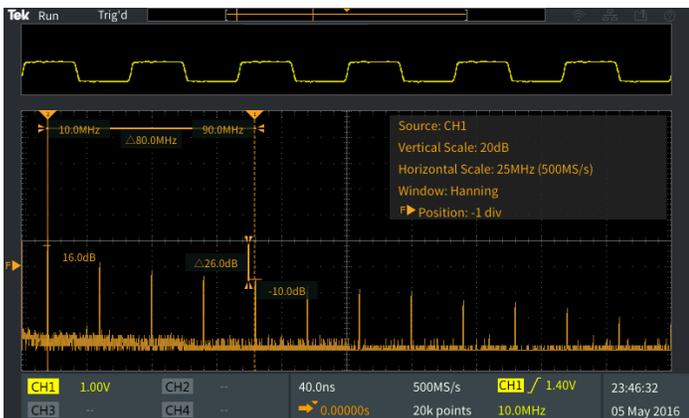 Tek Run Trig'd
10.0MHz 90.0MHz
△80.0MHz
Source: CH1
Vertical Scale: 20dB
Horizontal Scale: 25MHz (500MS/s)
Window: Hanning
F Position: -1 div
16.0dB
△26.0dB
F
-10.0dB
CH1 1.00V CH2 -- 40.0ns 500MS/s CH1 1.40V 23:46:32
CH3 -- CH4 -- 0.00000s 20k points 10.0MHz 05 May 2016